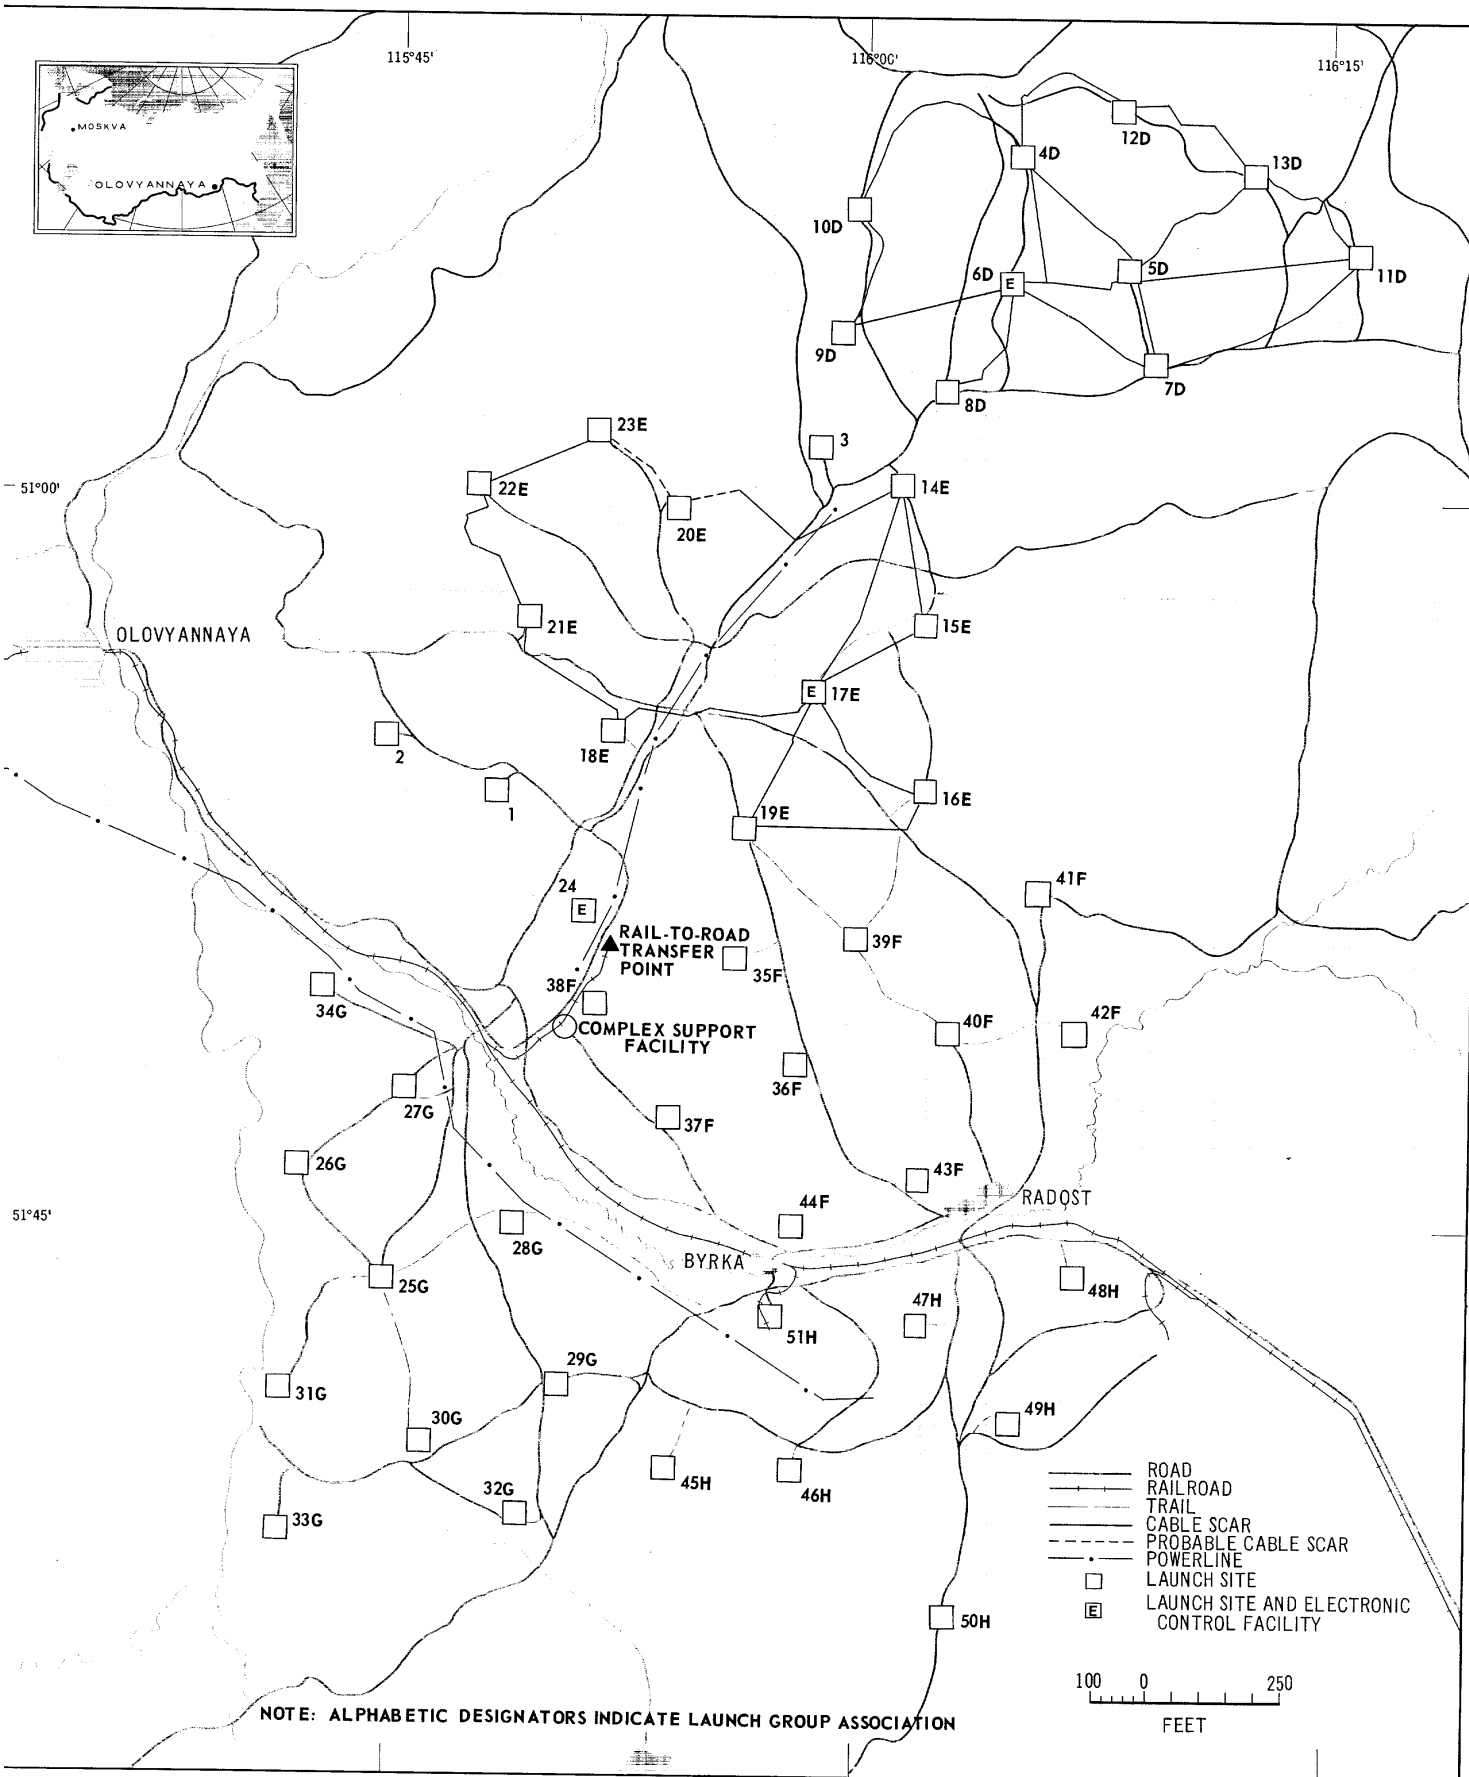 115°45'
116°00'
116°15'
MOSKVA
OLOVYANNAYA
12D
4D
13D
10D
6D
E
5D
11D
9D
7D
8D
3
23E
51°00'
22E
14E
20E
OLOVYANNAYA
21E
15E
E
17E
2
18E
1
16E
19E
24
E
41F
RAIL-TO-ROAD
TRANSFER
POINT
39F
35F
38F
34G
COMPLEX SUPPORT
FACILITY
40F
42F
36F
27G
37F
26G
43F
RADOST
51°45'
44F
28G
BYRKA
25G
48H
47H
51H
29G
31G
30G
49H
45H
46H
32G
33G
50H
ROAD
RAILROAD
TRAIL
CABLE SCAR
PROBABLE CABLE SCAR
POWERLINE
LAUNCH SITE
E
LAUNCH SITE AND ELECTRONIC
CONTROL FACILITY
100 0 250
FEET
NOTE: ALPHABETIC DESIGNATORS INDICATE LAUNCH GROUP ASSOCIATION